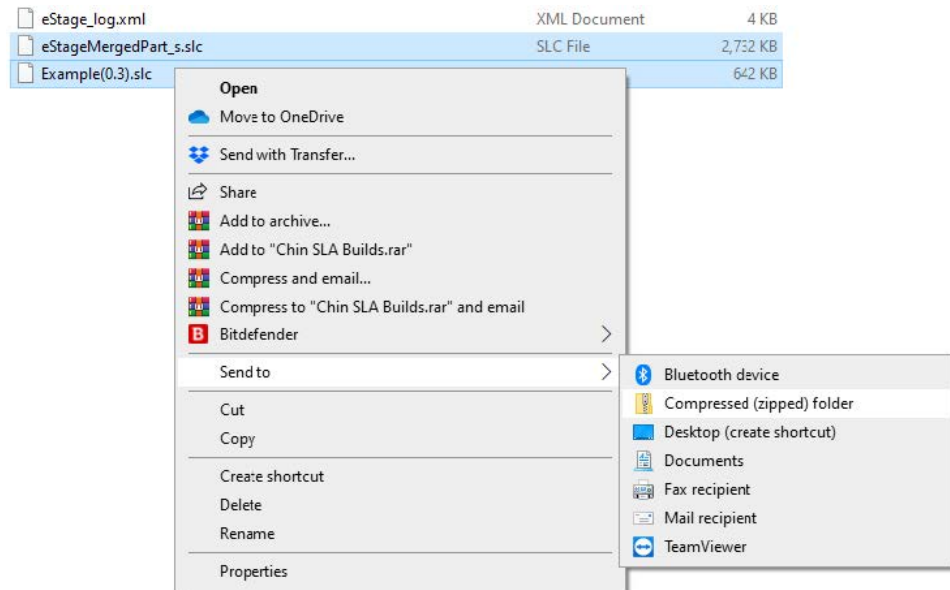 eStage_log.xml XML Document 4 KB
eStageMergedPart_s.slc SLC File 2,732 KB
Example(0.3).slc 642 KB
Open
Move to OneDrive
Send with Transfer...
Share
Add to archive...
Add to "Chin SLA Builds.rar"
Compress and email...
Compress to "Chin SLA Builds.rar" and email
B Bitdefender
Send to
Cut
Copy
Create shortcut
Delete
Rename
Properties
Bluetooth device
Compressed (zipped) folder
Desktop (create shortcut)
Documents
Fax recipient
Mail recipient
TeamViewer